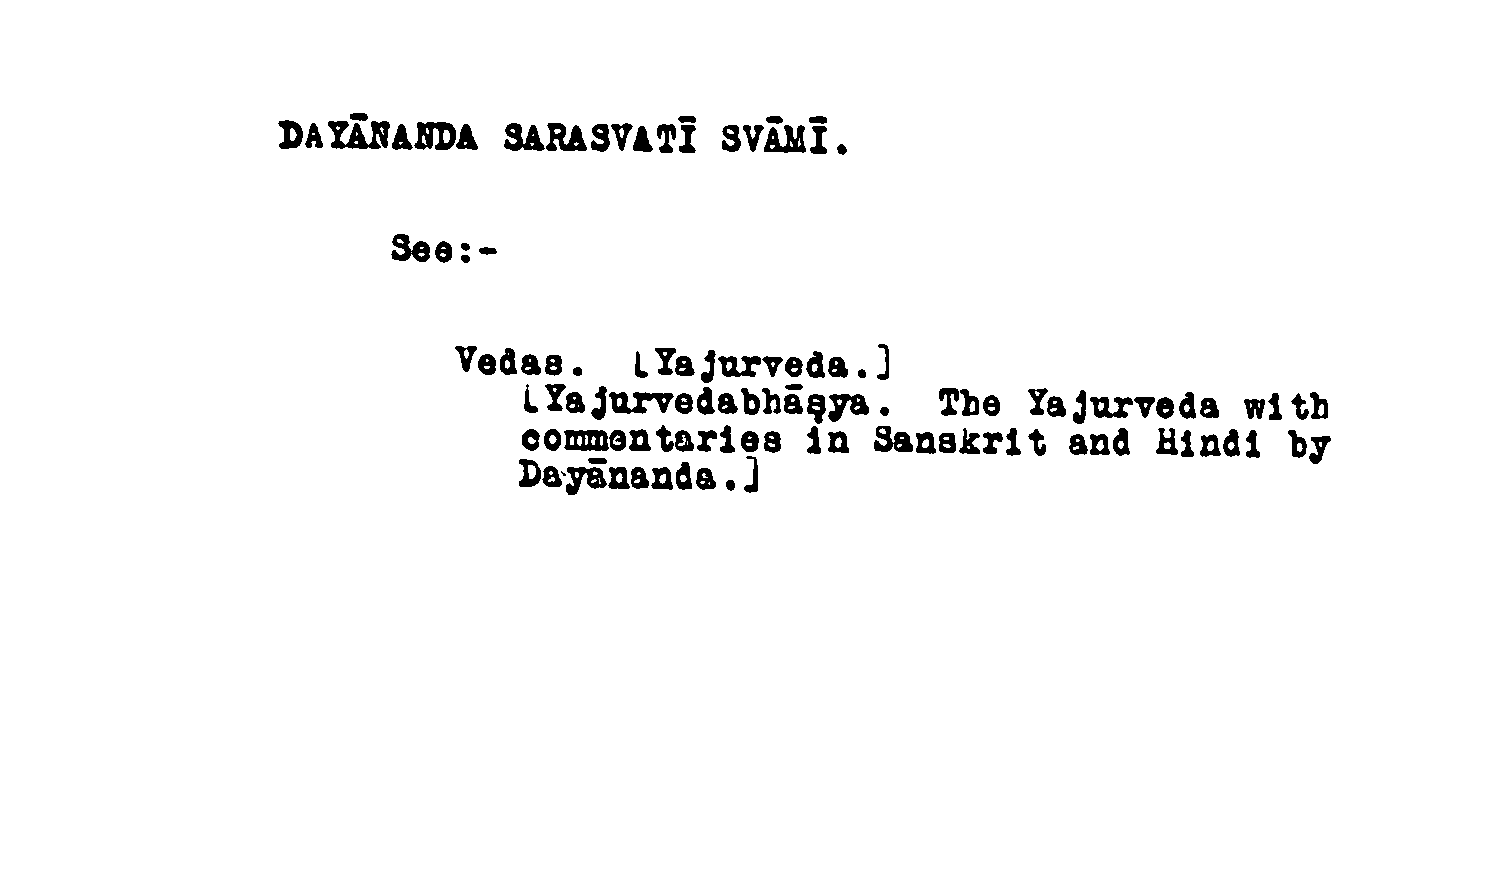 DAYĀNANDA SARASVATĪ SVĀMĪ.
See:-
Vedas. [Yajurveda.]
[Yajurvedabhāṣya. The Yajurveda with
commentaries in Sanskrit and Hindi by
Dayānanda.]